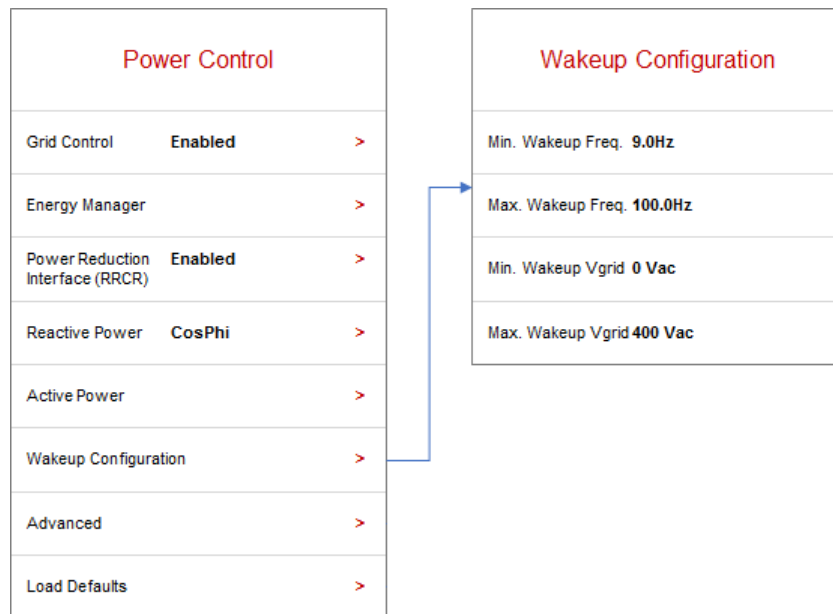 Power Control
Grid Control Enabled >
Energy Manager >
Power Reduction Enabled >
Interface (RRCR)
Reactive Power CosPhi >
Active Power >
Wakeup Configuration >
Advanced >
Load Defaults >
Wakeup Configuration
Min. Wakeup Freq. 9.0Hz
Max. Wakeup Freq. 100.0Hz
Min. Wakeup Vgrid 0 Vac
Max. Wakeup Vgrid 400 Vac